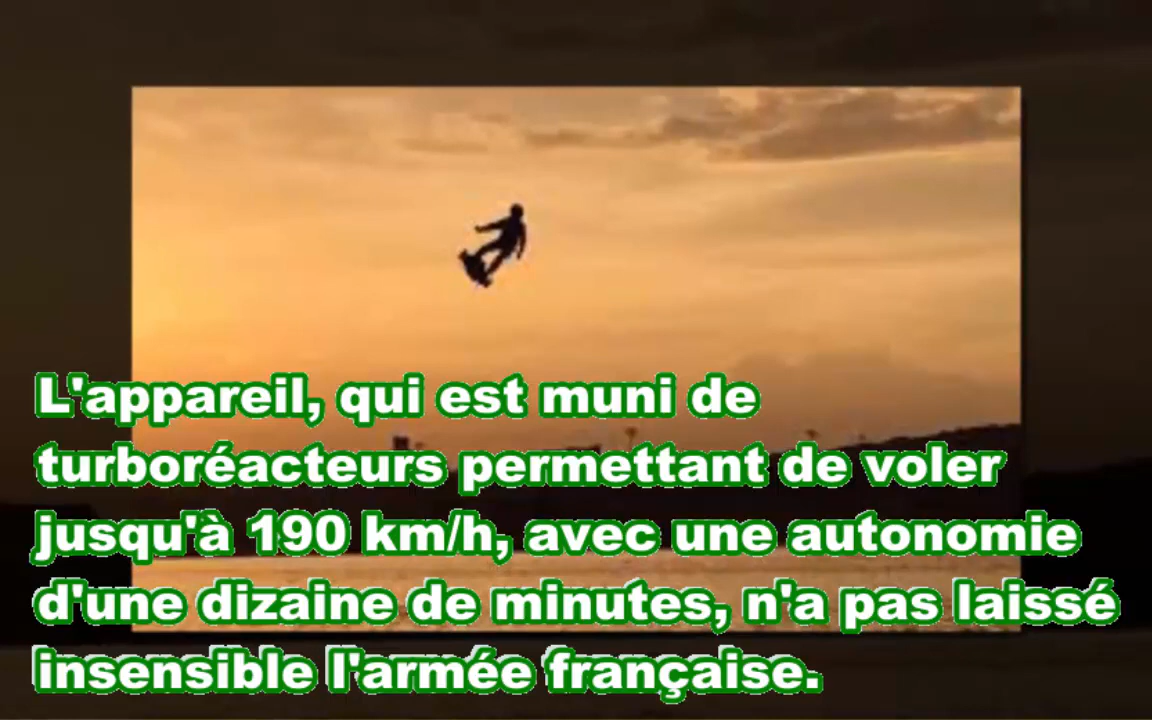 L'appareil, qui est muni de
turboréacteurs permettant de voler
jusqu'à 190 km/h, avec une autonomie
d'une dizaine de minutes, n'a pas laissé
insensible l'armée française.